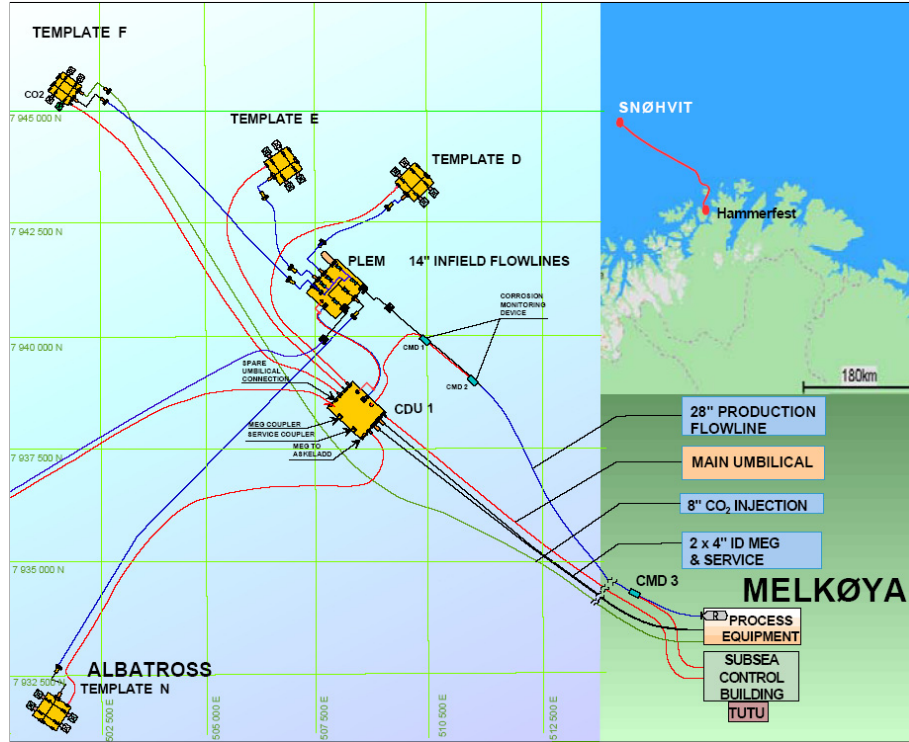 TEMPLATE F
CO2
7 945 000 N
TEMPLATE E
TEMPLATE D
SNØHVIT
Hammerfest
7 942 500 N
PLEM
14" INFIELD FLOWLINES
CORROSION
MONITORING
DEVICE
7 940 000 N
CMD 1
CMD 2
180km
SPARE
UMBILICAL
CONNECTION
CDU 1
MEG COUPLER
SERVICE COUPLER
MEG TO
ASKELADD
28" PRODUCTION
FLOWLINE
7 937 500 N
MAIN UMBILICAL
8" CO₂ INJECTION
2 x 4" ID MEG
& SERVICE
7 935 000 N
CMD 3
MELKØYA
R
PROCESS
EQUIPMENT
SUBSEA
CONTROL
BUILDING
TUTU
ALBATROSS
TEMPLATE N
7 932 500 N
502 500 E
505 000 E
507 500 E
510 500 E
512 500 E